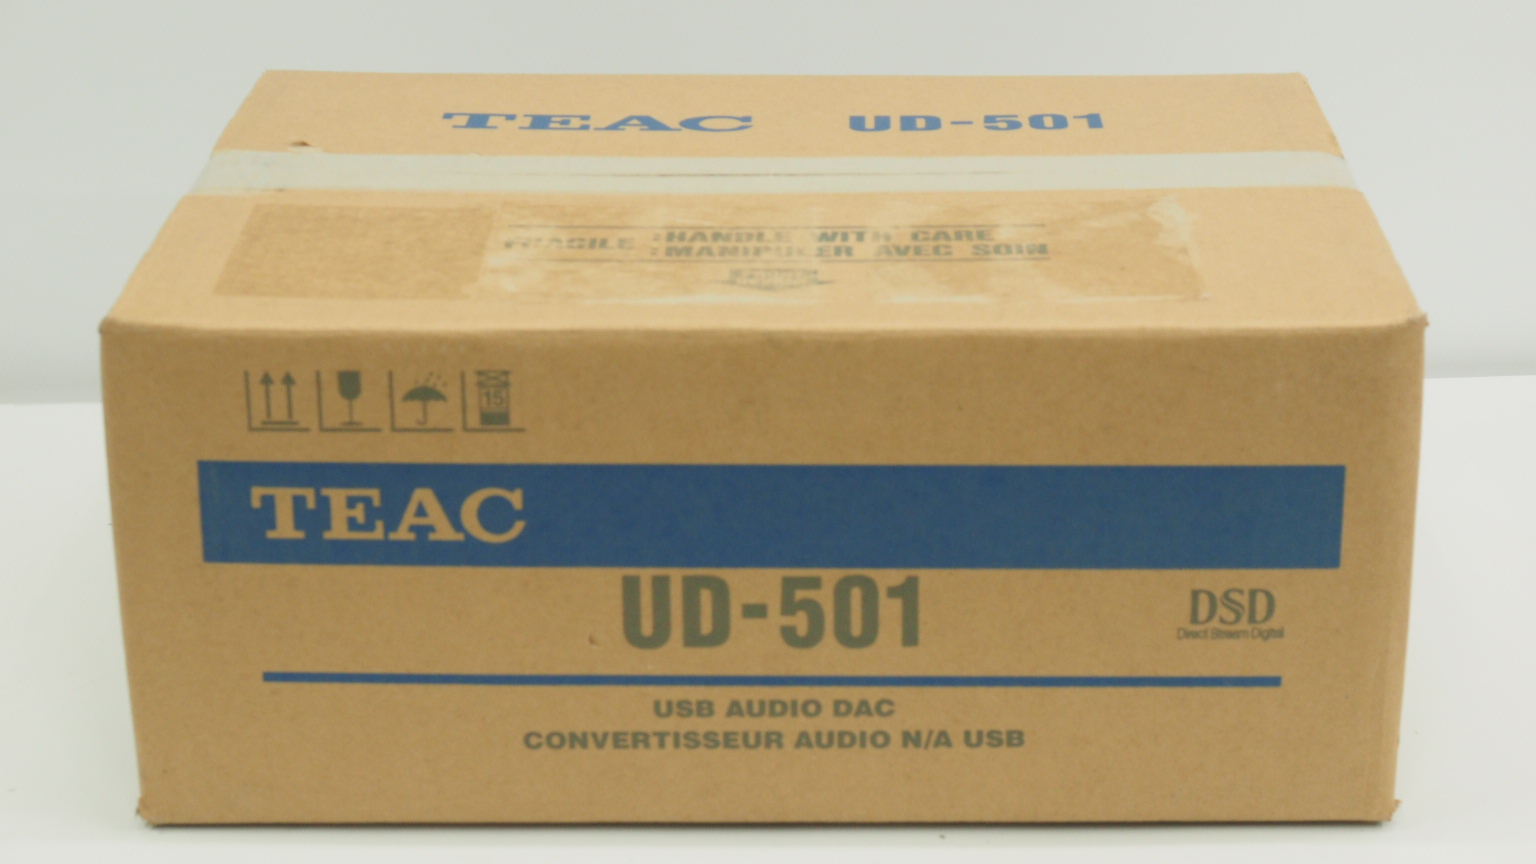 TEAC UD-501
FRAGILE :HANDLE WITH CARE
:MANIPULER AVEC SOIN
15
TEAC
UD-501
DSD
Direct Stream Digital
USB AUDIO DAC
CONVERTISSEUR AUDIO N/A USB